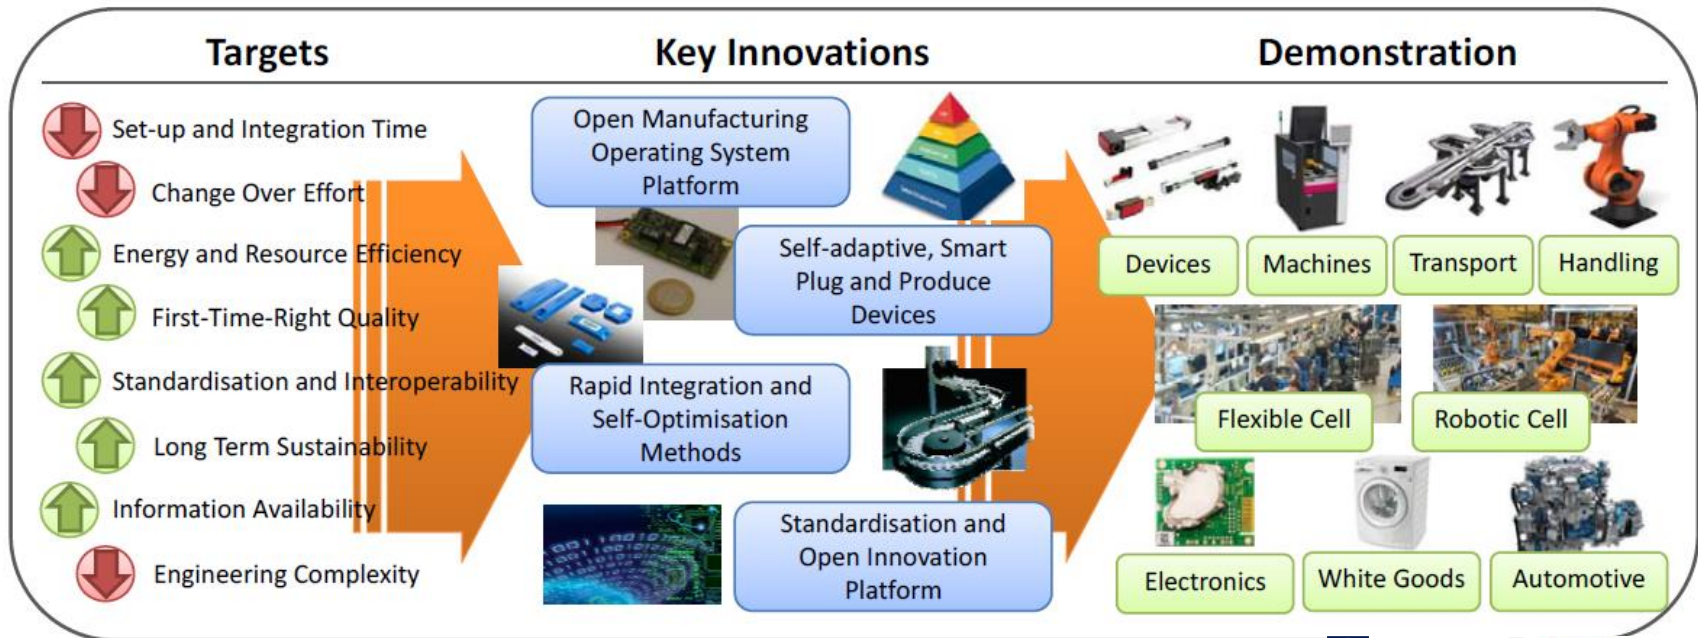 Targets
Key Innovations
Demonstration
Set-up and Integration Time
Change Over Effort
Energy and Resource Efficiency
First-Time-Right Quality
Standardisation and Interoperability
Long Term Sustainability
Information Availability
Engineering Complexity
Open Manufacturing
Operating System
Platform
Self-adaptive, Smart
Plug and Produce
Devices
Rapid Integration and
Self-Optimisation
Methods
Standardisation and
Open Innovation
Platform
Devices
Machines
Transport
Handling
Flexible Cell
Robotic Cell
Electronics
White Goods
Automotive